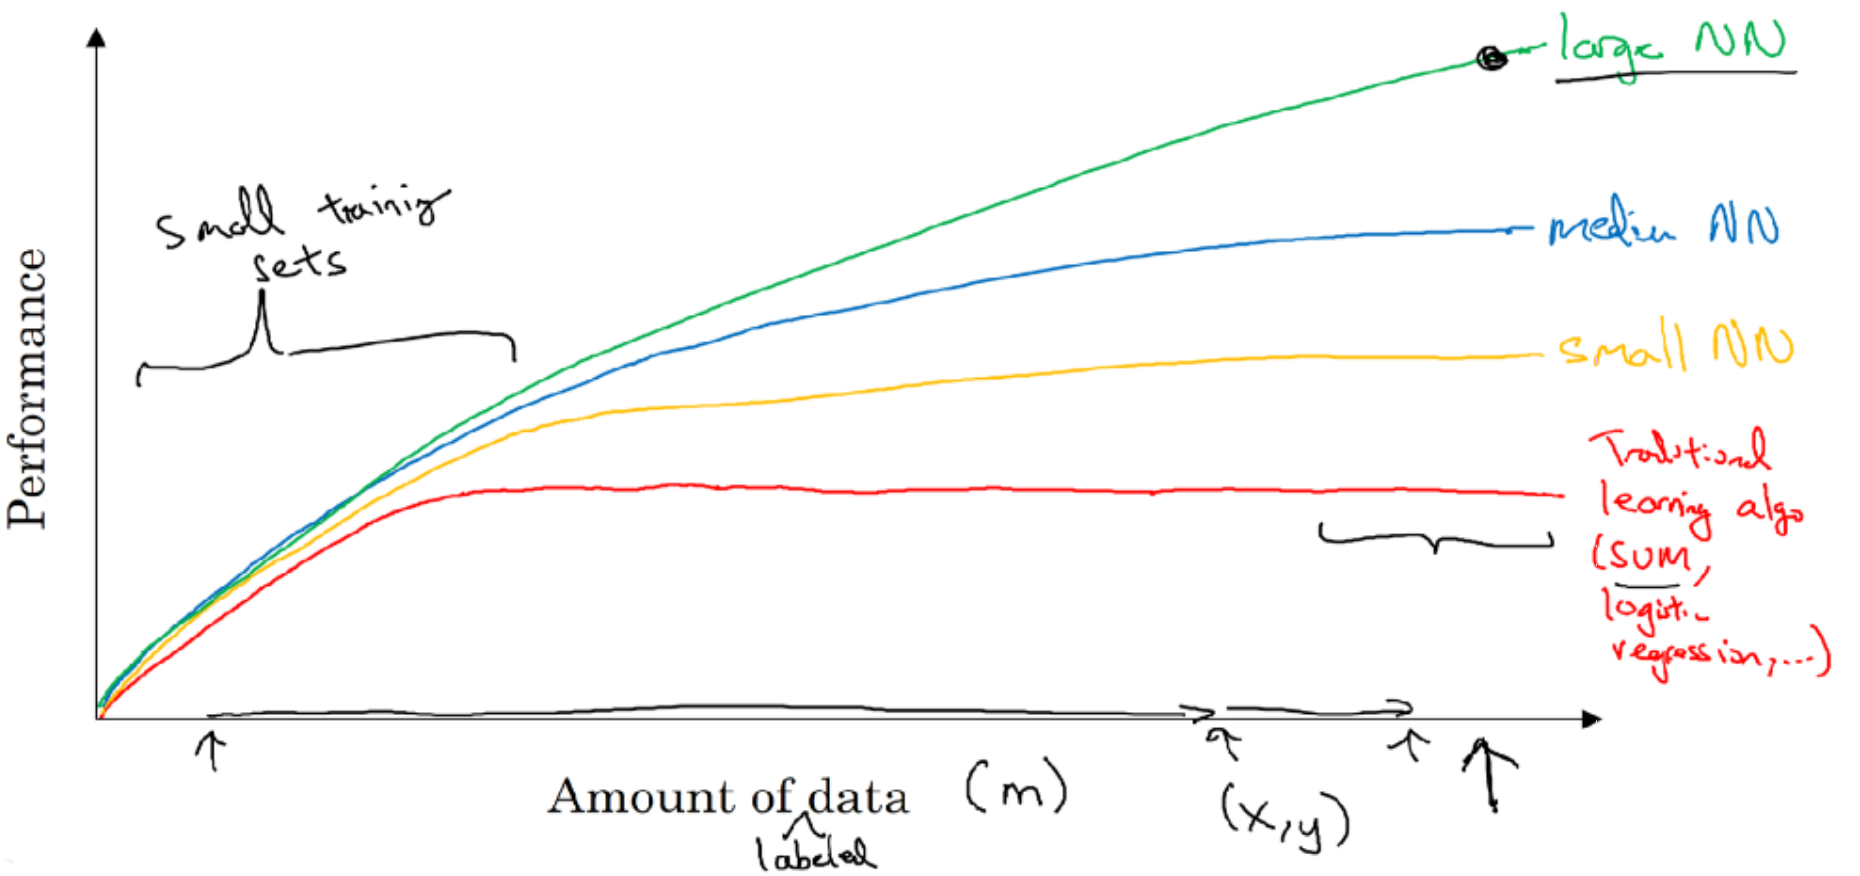 large NN
small training
sets
medium NN
small NN
Traditional
learning algo
(SVM,
logistic
regression,...)
Performance
Amount of data (m)
labeled
(x,y)